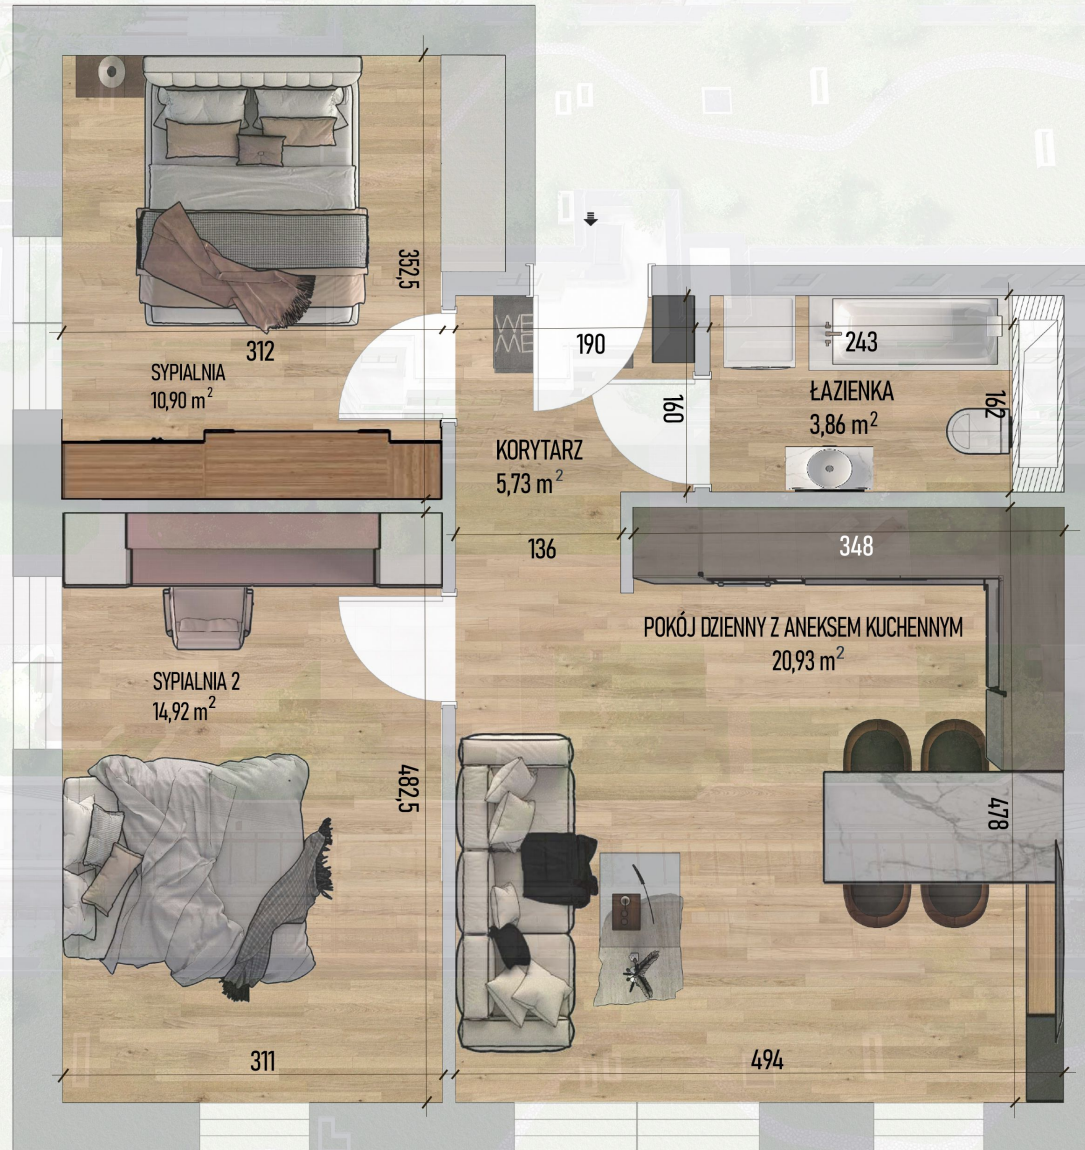 352,5
312
SYPIALNIA
10,90 m²
WE
ME
190
243
160
ŁAZIENKA
3,86 m²
162
KORYTARZ
5,73 m²
136
348
POKÓJ DZIENNY Z ANEKSEM KUCHENNYM
20,93 m²
SYPIALNIA 2
14,92 m²
482,5
478
311
494